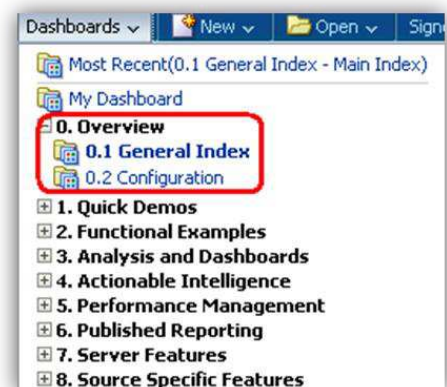 Dashboards New Open
Most Recent(0.1 General Index - Main Index)
My Dashboard
0. Overview
0.1 General Index
0.2 Configuration
1. Quick Demos
2. Functional Examples
3. Analysis and Dashboards
4. Actionable Intelligence
5. Performance Management
6. Published Reporting
7. Server Features
8. Source Specific Features